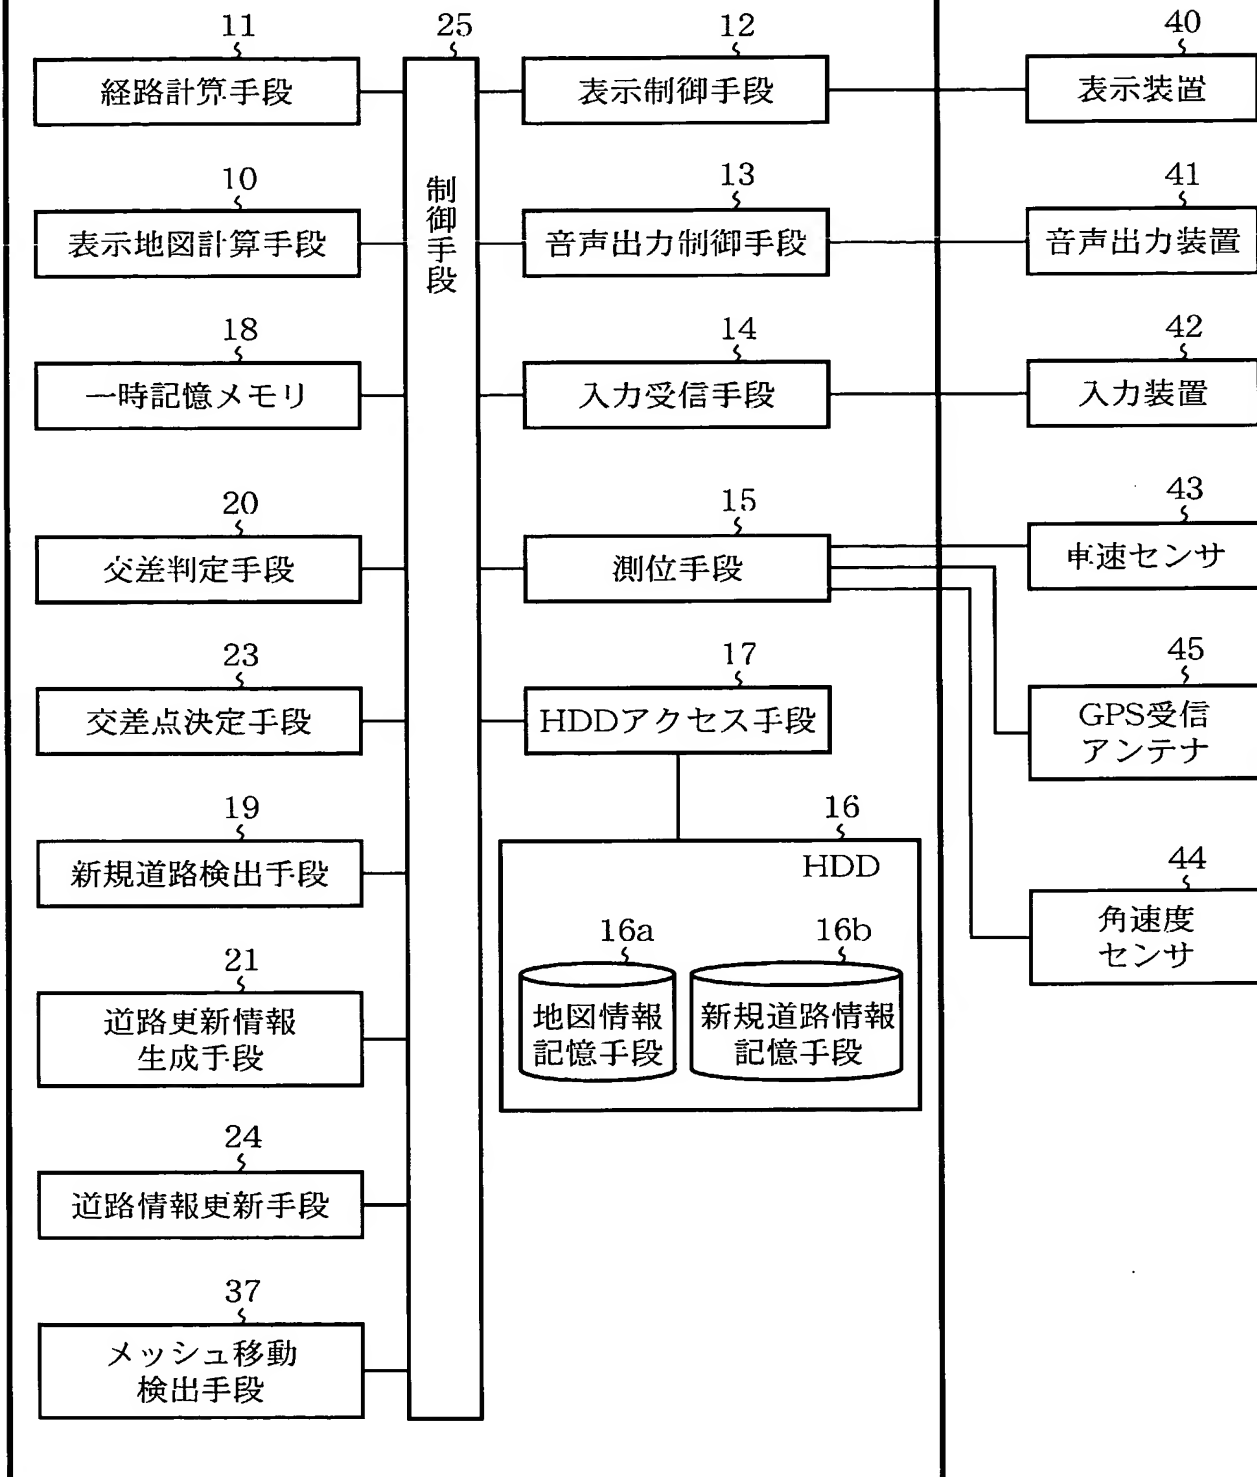 11
経路計算手段
10
表示地図計算手段
18
一時記憶メモリ
20
交差判定手段
23
交差点決定手段
19
新規道路検出手段
21
道路更新情報
生成手段
24
道路情報更新手段
37
メッシュ移動
検出手段
25
制御手段
12
表示制御手段
13
音声出力制御手段
14
入力受信手段
15
測位手段
17
HDDアクセス手段
16
HDD
16a
地図情報
記憶手段
16b
新規道路情報
記憶手段
40
表示装置
41
音声出力装置
42
入力装置
43
車速センサ
45
GPS受信
アンテナ
44
角速度
センサ